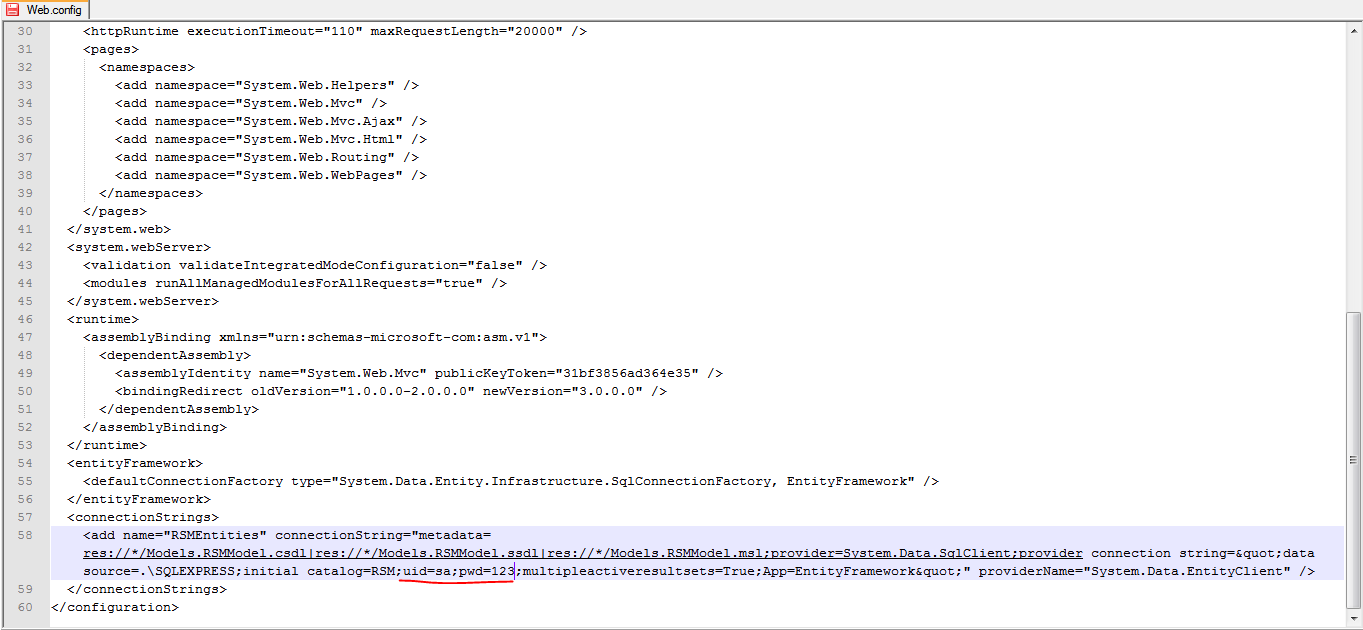 Web.config
30 <httpRuntime executionTimeout="110" maxRequestLength="20000" />
31 <pages>
32 <namespaces>
33 <add namespace="System.Web.Helpers" />
34 <add namespace="System.Web.Mvc" />
35 <add namespace="System.Web.Mvc.Ajax" />
36 <add namespace="System.Web.Mvc.Html" />
37 <add namespace="System.Web.Routing" />
38 <add namespace="System.Web.WebPages" />
39 </namespaces>
40 </pages>
41 </system.web>
42 <system.webServer>
43 <validation validateIntegratedModeConfiguration="false" />
44 <modules runAllManagedModulesForAllRequests="true" />
45 </system.webServer>
46 <runtime>
47 <assemblyBinding xmlns="urn:schemas-microsoft-com:asm.v1">
48 <dependentAssembly>
49 <assemblyIdentity name="System.Web.Mvc" publicKeyToken="31bf3856ad364e35" />
50 <bindingRedirect oldVersion="1.0.0.0-2.0.0.0" newVersion="3.0.0.0" />
51 </dependentAssembly>
52 </assemblyBinding>
53 </runtime>
54 <entityFramework>
55 <defaultConnectionFactory type="System.Data.Entity.Infrastructure.SqlConnectionFactory, EntityFramework" />
56 </entityFramework>
57 <connectionStrings>
58 <add name="RSMEntities" connectionString="metadata=
res://*/Models.RSMModel.csdl|res://*/Models.RSMModel.ssdl|res://*/Models.RSMModel.msl;provider=System.Data.SqlClient;provider connection string=&quot;data
source=.\SQLEXPRESS;initial catalog=RSM;uid=sa;pwd=123;multipleactiveresultsets=True;App=EntityFramework&quot;" providerName="System.Data.EntityClient" />
59 </connectionStrings>
60 </configuration>